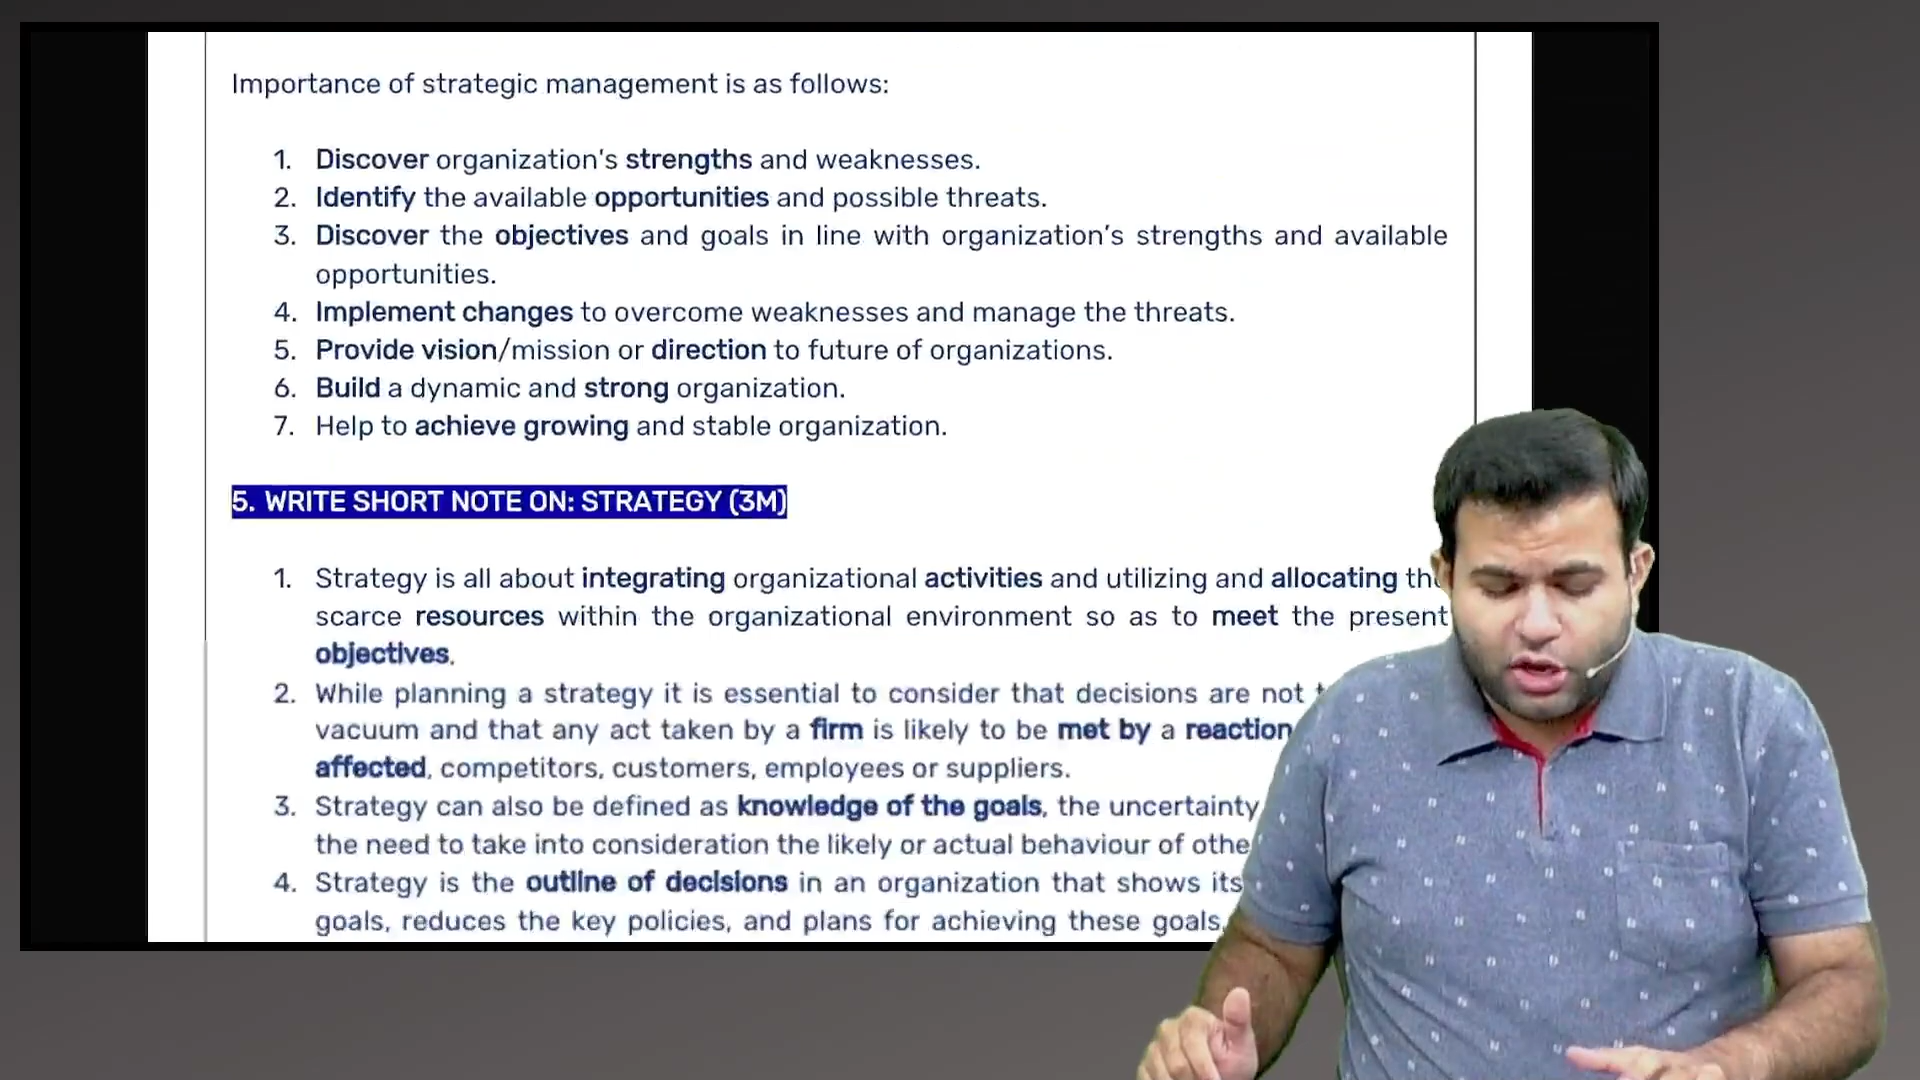 Importance of strategic management is as follows:
1. Discover organization's strengths and weaknesses.
2. Identify the available opportunities and possible threats.
3. Discover the objectives and goals in line with organization's strengths and available
opportunities.
4. Implement changes to overcome weaknesses and manage the threats.
5. Provide vision/mission or direction to future of organizations.
6. Build a dynamic and strong organization.
7. Help to achieve growing and stable organization.
5. WRITE SHORT NOTE ON: STRATEGY (3M)
1. Strategy is all about integrating organizational activities and utilizing and allocating
scarce resources within the organizational environment so as to meet the present
objectives.
2. While planning a strategy it is essential to consider that decisions are not
vacuum and that any act taken by a firm is likely to be met by a reaction
affected, competitors, customers, employees or suppliers.
3. Strategy can also be defined as knowledge of the goals, the uncertainty
the need to take into consideration the likely or actual behaviour of
4. Strategy is the outline of decisions in an organization that shows its
goals, reduces the key policies, and plans for achieving these goals,